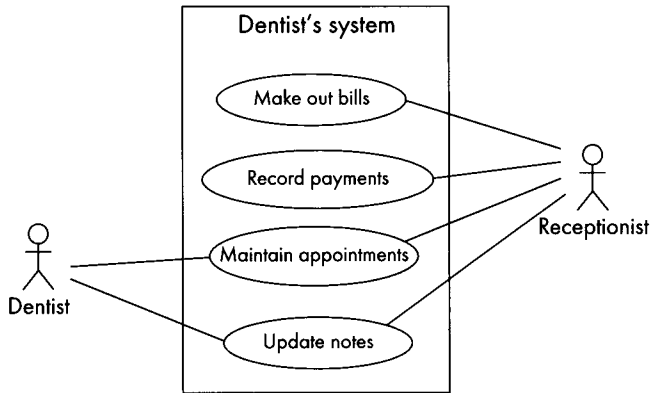 Dentist's system
Make out bills
Record payments
Receptionist
Maintain appointments
Dentist
Update notes